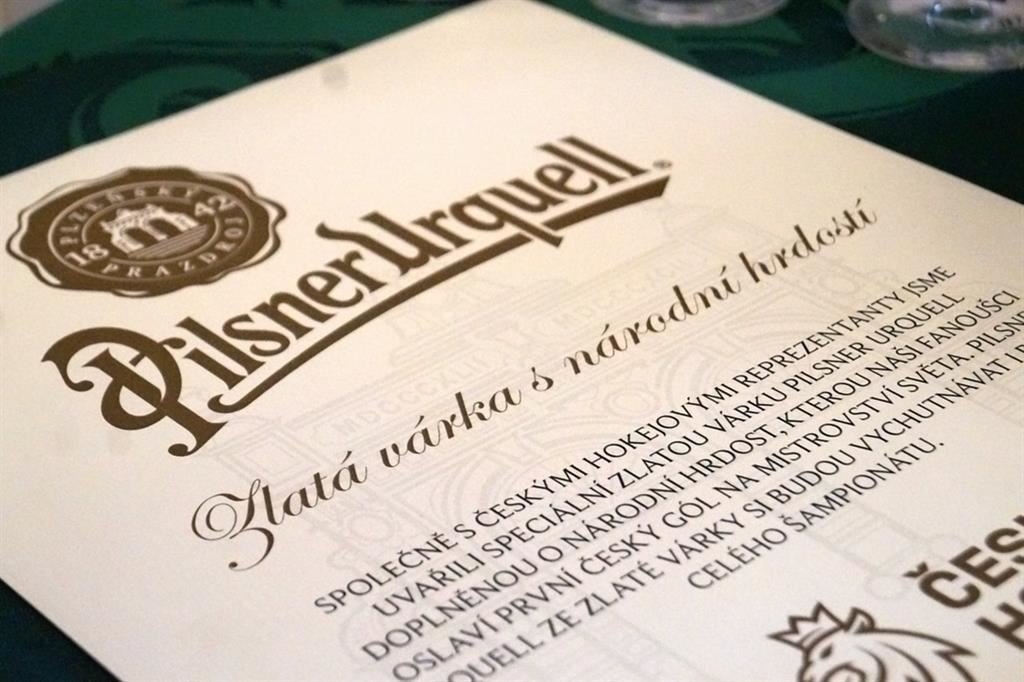 PLZEŇSKÝ
1842
PRAZDROJ
Pilsner Urquell
Zlatá várka s národní hrdostí
SPOLEČNĚ S ČESKÝMI HOKEJOVÝMI REPREZENTANTY JSME
UVAŘILI SPECIÁLNÍ ZLATOU VÁRKU PILSNER URQUELL
DOPLNĚNOU O NÁRODNÍ HRDOST, KTEROU NAŠI FANOUŠCI
OSLAVÍ PRVNÍ ČESKÝ GÓL NA MISTROVSTVÍ SVĚTA. PILSNE
QUELL ZE ZLATÉ VÁRKY SI BUDOU VYCHUTNÁVAT
CELÉHO ŠAMPIONÁTU.
ČES